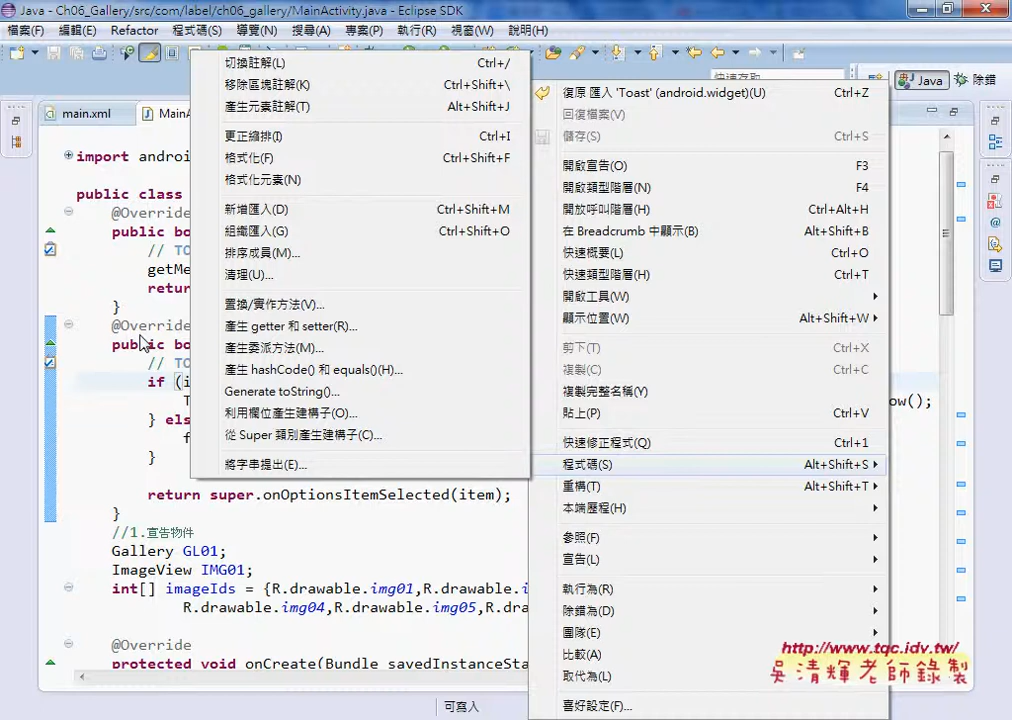 Java - Ch06_Gallery/src/com/label/ch06_gallery/MainActivity.java - Eclipse SDK
檔案(F) 編輯(E) Refactor 程式碼(S) 導覽(N) 搜尋(A) 專案(P) 執行(R) 視窗(W) 說明(H)
快速存取
Java 除錯
main.xml
MainA
import androi
public class
@Override
public bo
// TO
getMe
retur
}
@Override
public bo
// TO
if (i
T
ow();
} els
f
}
return super.onOptionsItemSelected(item);
}
//1.宣告物件
Gallery GL01;
ImageView IMG01;
int[] imageIds = {R.drawable.img01,R.drawable.i
R.drawable.img04,R.drawable.img05,R.dra
@Override
protected void onCreate(Bundle savedInstanceSta
切換註解(L) Ctrl+/
移除區塊註解(K) Ctrl+Shift+\
產生元素註解(T) Alt+Shift+J
更正縮排(I) Ctrl+I
格式化(F) Ctrl+Shift+F
格式化元素(N)
新增匯入(D) Ctrl+Shift+M
組織匯入(G) Ctrl+Shift+O
排序成員(M)...
清理(U)...
置換/實作方法(V)...
產生 getter 和 setter(R)...
產生委派方法(M)...
產生 hashCode() 和 equals()(H)...
Generate toString()...
利用欄位產生建構子(O)...
從 Super 類別產生建構子(C)...
將字串提出(E)...
復原 匯入 'Toast' (android.widget)(U) Ctrl+Z
回復檔案(V)
儲存(S) Ctrl+S
開啟宣告(O) F3
開啟類型階層(N) F4
開放呼叫階層(H) Ctrl+Alt+H
在 Breadcrumb 中顯示(B) Alt+Shift+B
快速概要(L) Ctrl+O
快速類型階層(H) Ctrl+T
開啟工具(W)
顯示位置(W) Alt+Shift+W
剪下(T) Ctrl+X
複製(C) Ctrl+C
複製完整名稱(Y)
貼上(P) Ctrl+V
快速修正程式(Q) Ctrl+1
程式碼(S) Alt+Shift+S
重構(T) Alt+Shift+T
本端歷程(H)
參照(F)
宣告(L)
執行為(R)
除錯為(D)
團隊(E)
比較(A)
取代為(L)
喜好設定(F)...
http://www.tqc.idv.tw/
吳清輝老師錄製
可寫入